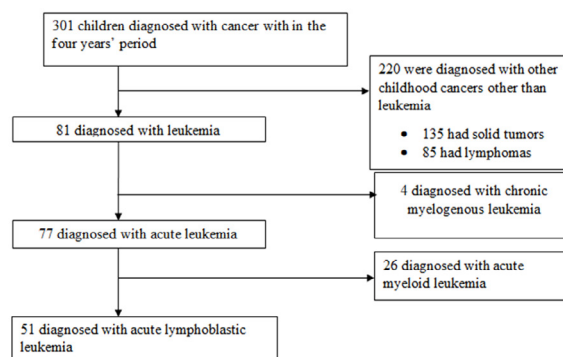 301 children diagnosed with cancer with in the
four years' period
220 were diagnosed with other
childhood cancers other than
leukemia
• 135 had solid tumors
• 85 had lymphomas
81 diagnosed with leukemia
4 diagnosed with chronic
myelogenous leukemia
77 diagnosed with acute leukemia
26 diagnosed with acute
myeloid leukemia
51 diagnosed with acute lymphoblastic
leukemia